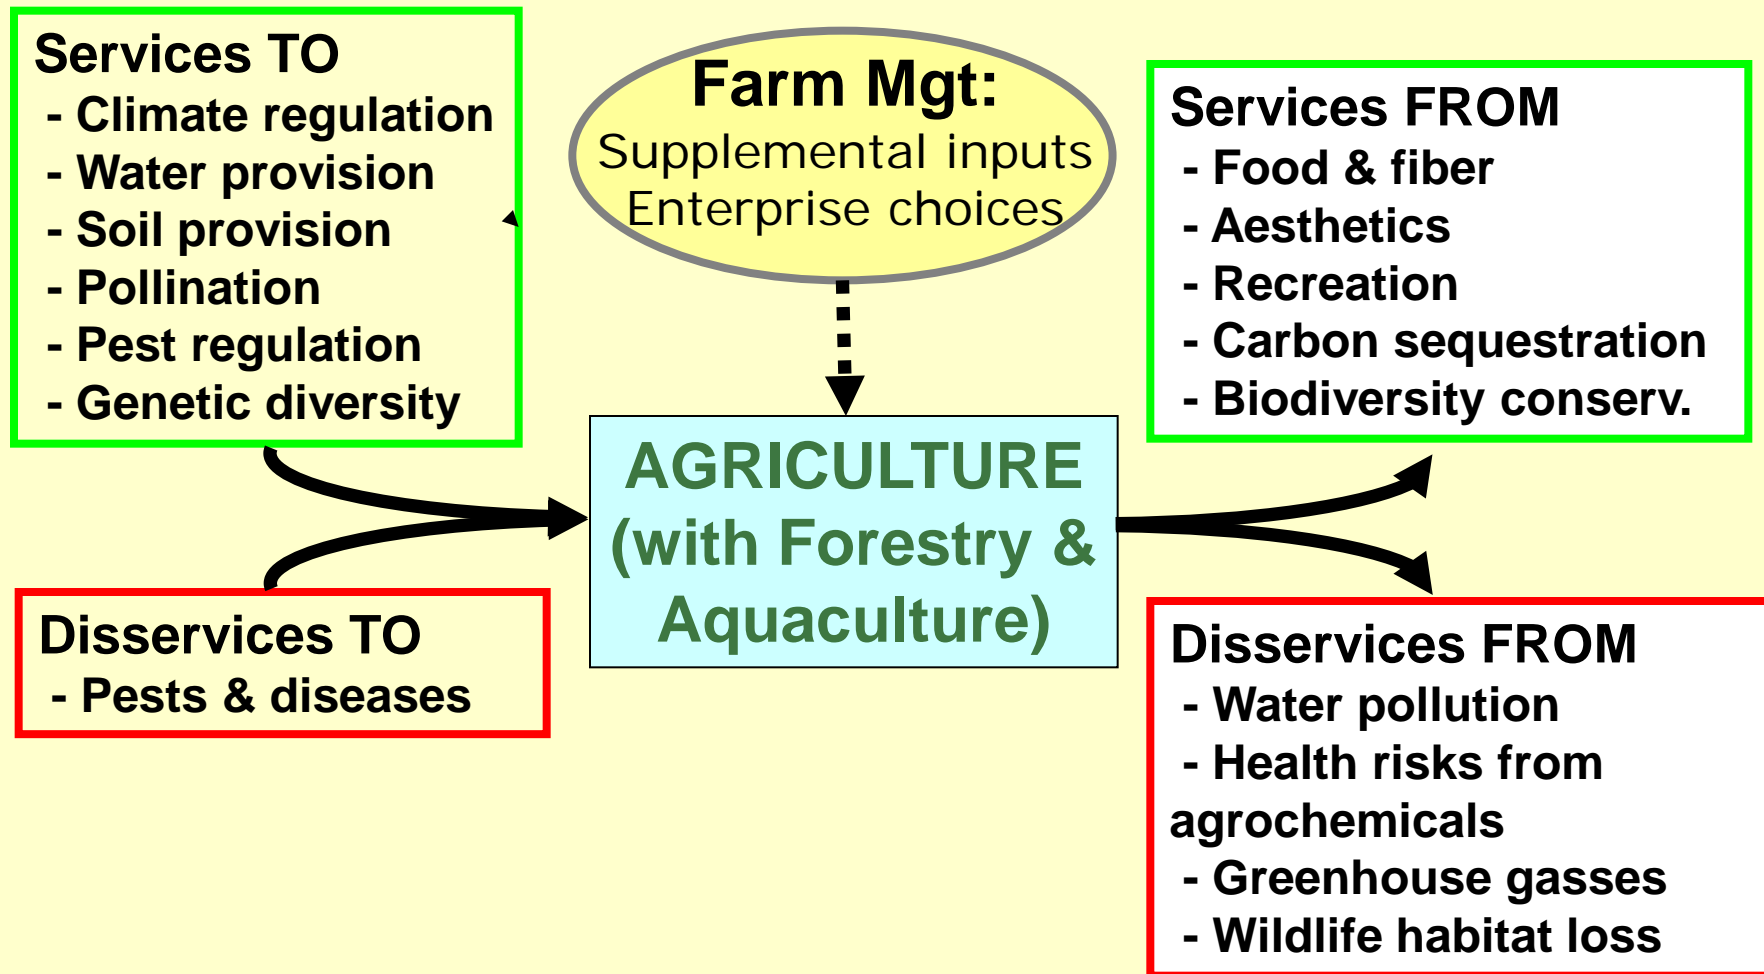 Services TO
- Climate regulation
- Water provision
- Soil provision
- Pollination
- Pest regulation
- Genetic diversity
Farm Mgt:
Supplemental inputs
Enterprise choices
Services FROM
- Food & fiber
- Aesthetics
- Recreation
- Carbon sequestration
- Biodiversity conserv.
AGRICULTURE
(with Forestry &
Aquaculture)
Disservices TO
- Pests & diseases
Disservices FROM
- Water pollution
- Health risks from
agrochemicals
- Greenhouse gasses
- Wildlife habitat loss